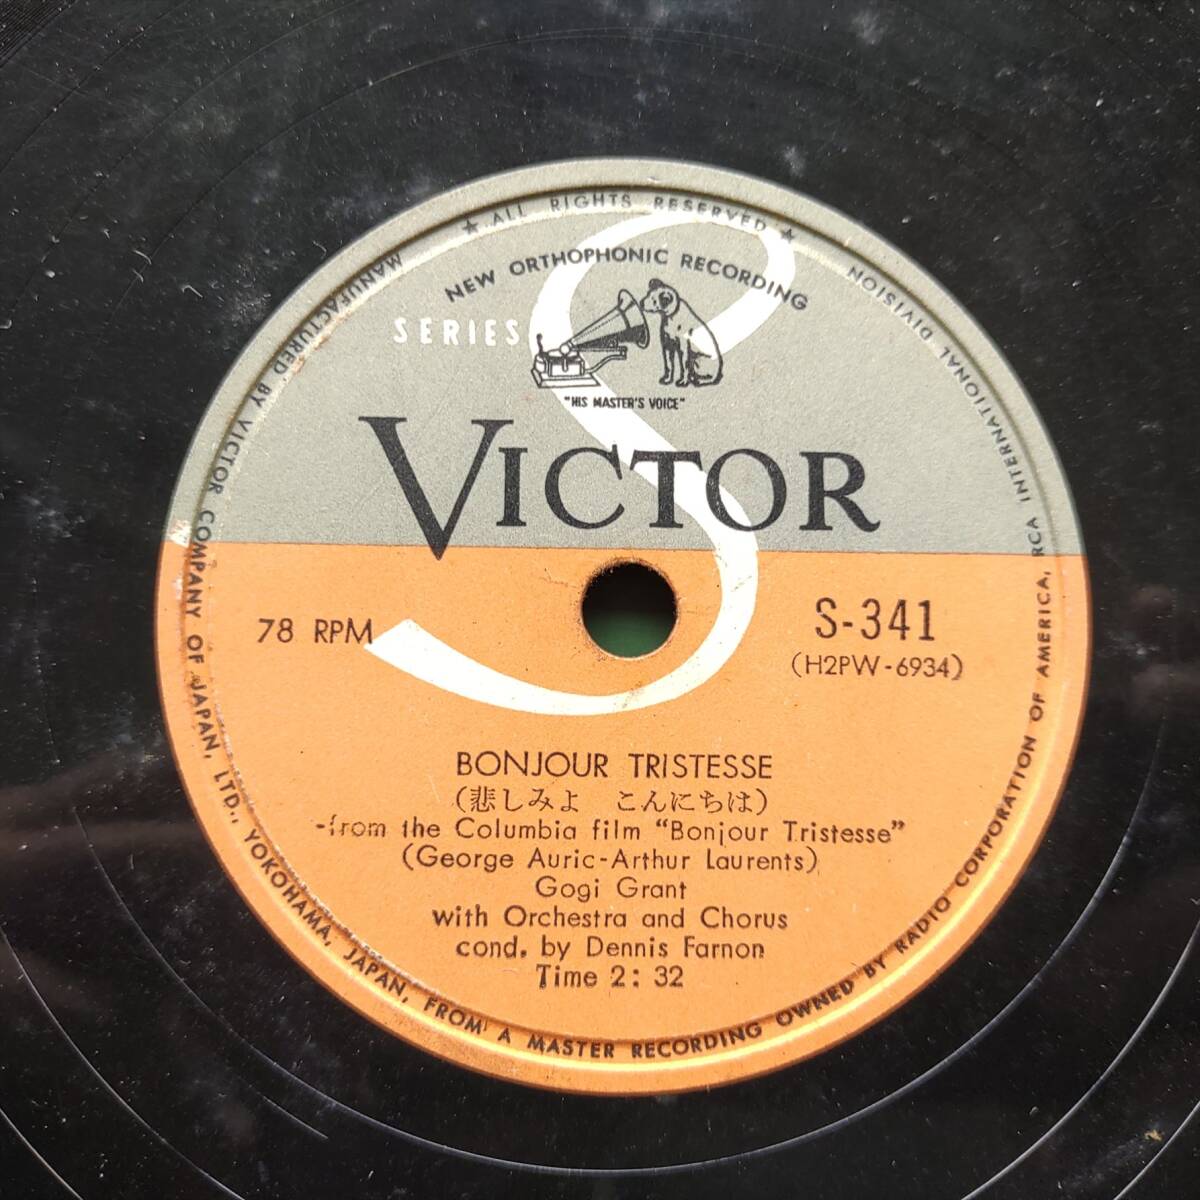 ★ ALL RIGHTS RESERVED ★
NEW ORTHOPHONIC RECORDING
SERIES S
"HIS MASTER'S VOICE"
VICTOR
78 RPM
S-341
(H2PW-6934)
BONJOUR TRISTESSE
(悲しみよ こんにちは)
-from the Columbia film "Bonjour Tristesse"
(George Auric-Arthur Laurents)
Gogi Grant
with Orchestra and Chorus
cond. by Dennis Farnon
Time 2: 32
MANUFACTURED BY VICTOR COMPANY OF JAPAN, LTD., YOKOHAMA, JAPAN, FROM A MASTER RECORDING OWNED BY RADIO CORPORATION OF AMERICA, RCA INTERNATIONAL DIVISION